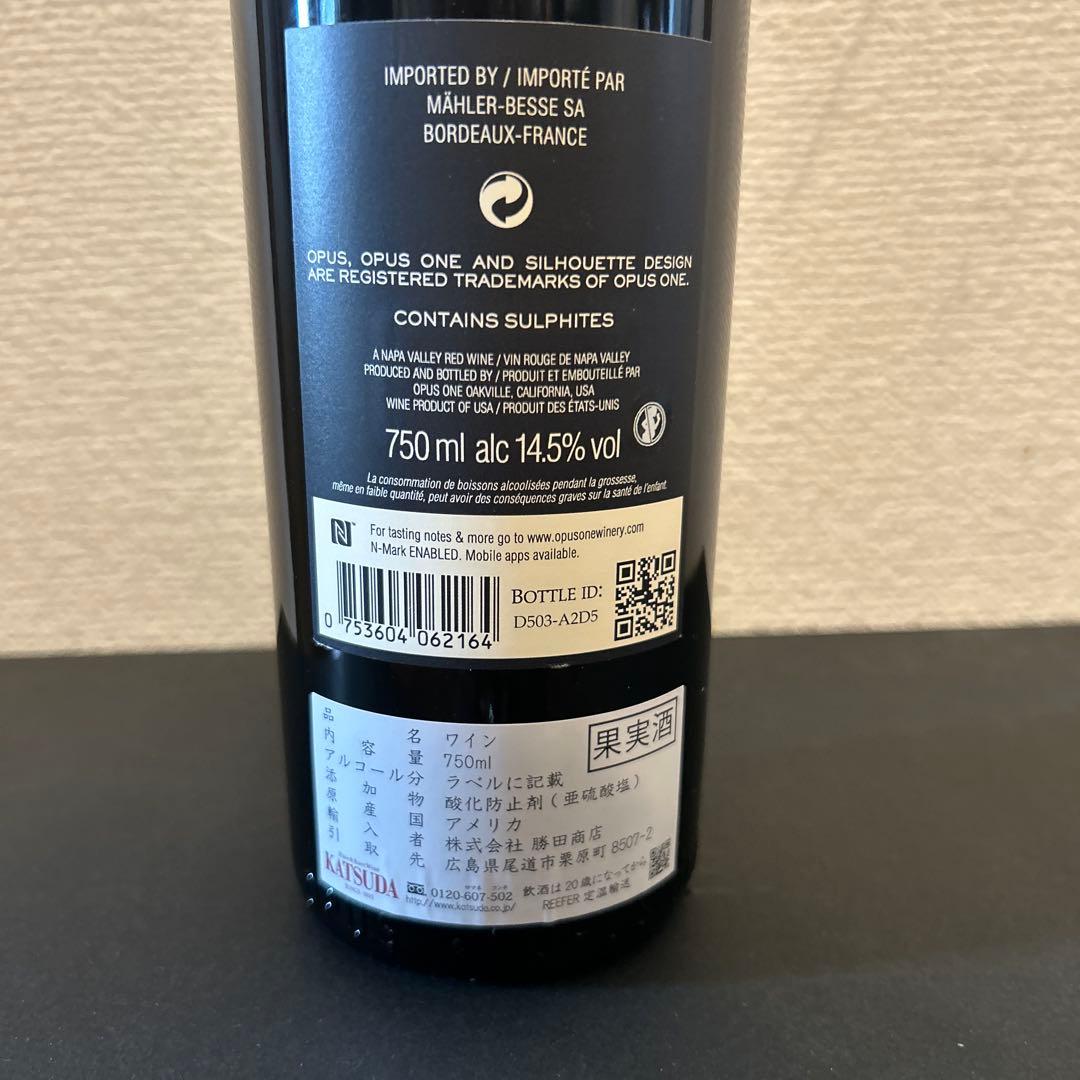 IMPORTED BY / IMPORTÉ PAR
MÄHLER-BESSE SA
BORDEAUX-FRANCE
OPUS, OPUS ONE AND SILHOUETTE DESIGN
ARE REGISTERED TRADEMARKS OF OPUS ONE.
CONTAINS SULPHITES
A NAPA VALLEY RED WINE / VIN ROUGE DE NAPA VALLEY
PRODUCED AND BOTTLED BY / PRODUIT ET EMBOUTEILLÉ PAR
OPUS ONE OAKVILLE, CALIFORNIA, USA
WINE PRODUCT OF USA / PRODUIT DES ÉTATS-UNIS
750 ml alc 14.5% vol
La consommation de boissons alcoolisées pendant la grossesse,
même en faible quantité, peut avoir des conséquences graves sur la santé de l'enfant.
For tasting notes & more go to www.opusonewinery.com
N-Mark ENABLED. Mobile apps available.
BOTTLE ID:
D503-A2D5
0 753604 062164
果実酒
品名 ワイン
内容量 750ml
アルコール分 ラベルに記載
添加物 酸化防止剤(亜硫酸塩)
原産国 アメリカ
輸入者 株式会社 勝田商店
引取先 広島県尾道市栗原町8507-2
KATSUDA
0120-607-502 飲酒は20歳になってから
http://www.katsuda.co.jp/ REEFER 定温輸送